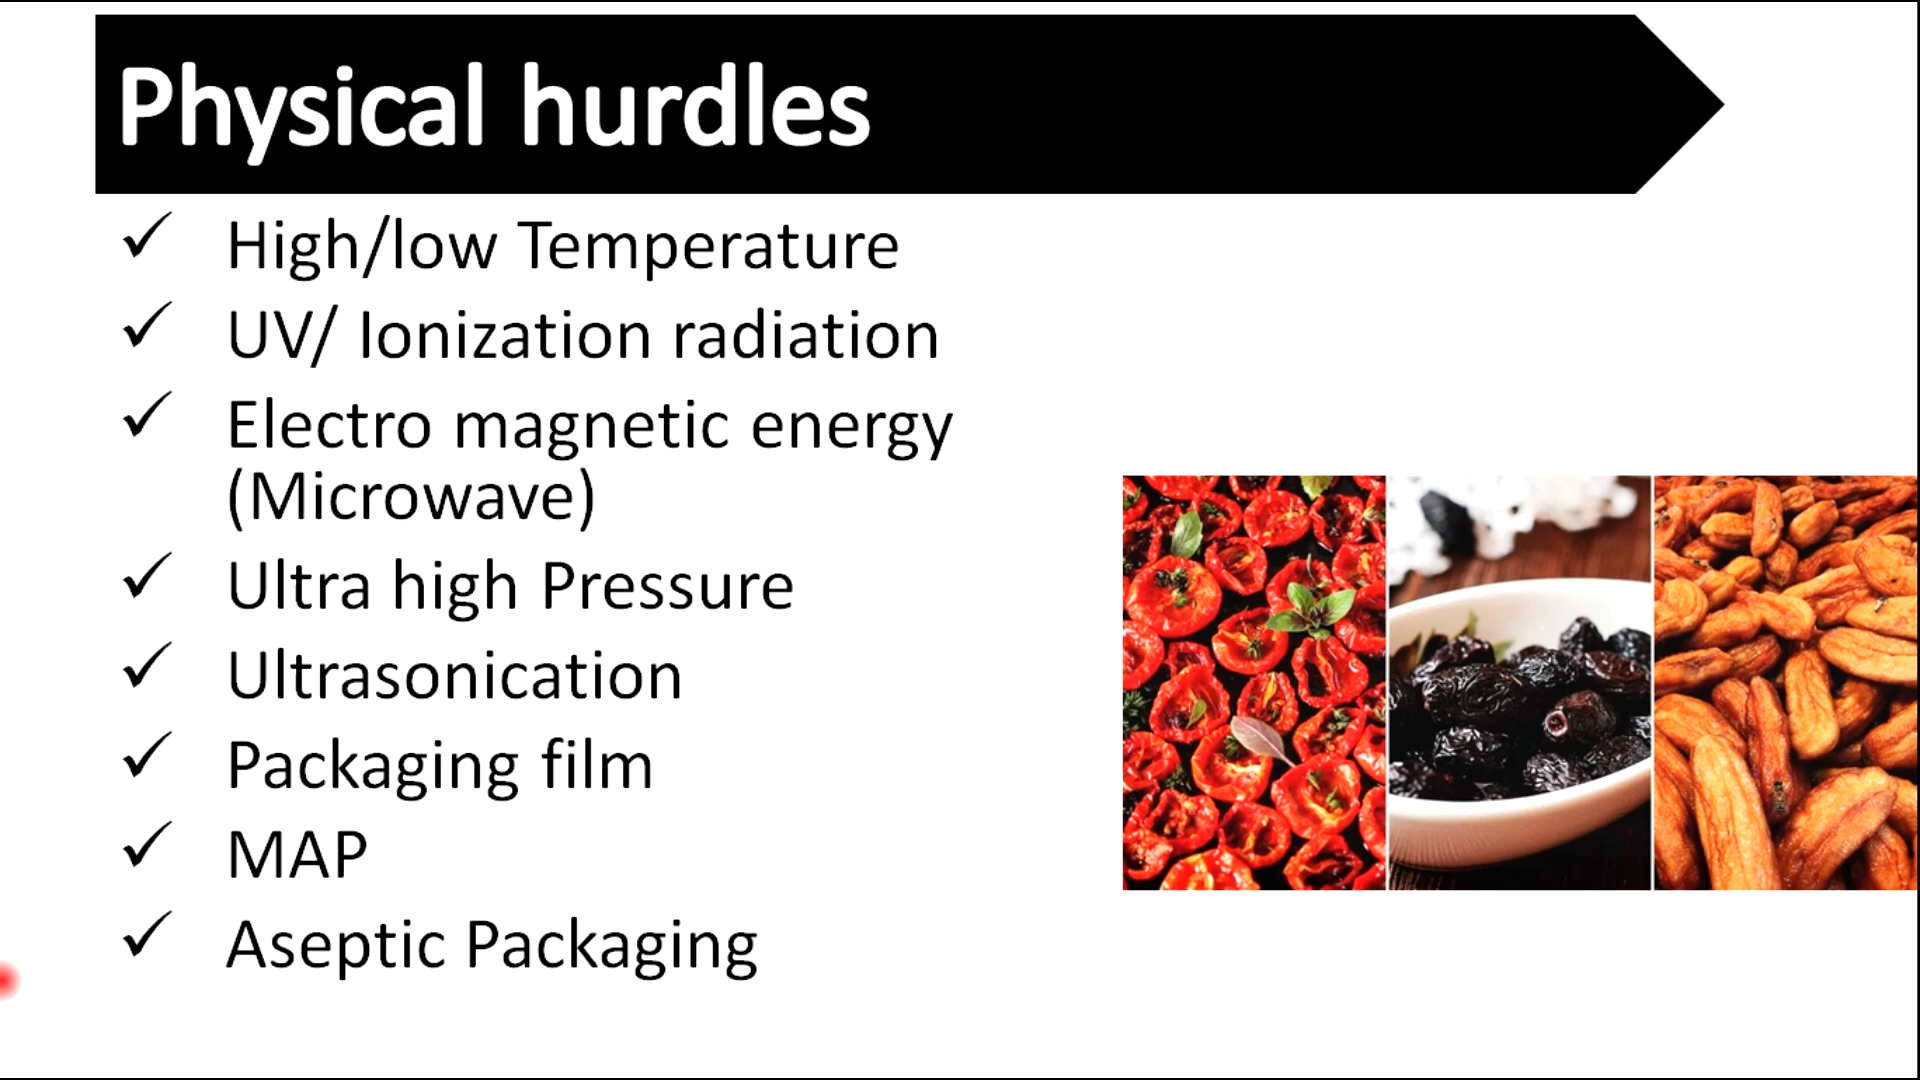 Physical hurdles
High/low Temperature
UV/ Ionization radiation
Electro magnetic energy
(Microwave)
Ultra high Pressure
Ultrasonication
Packaging film
MAP
Aseptic Packaging